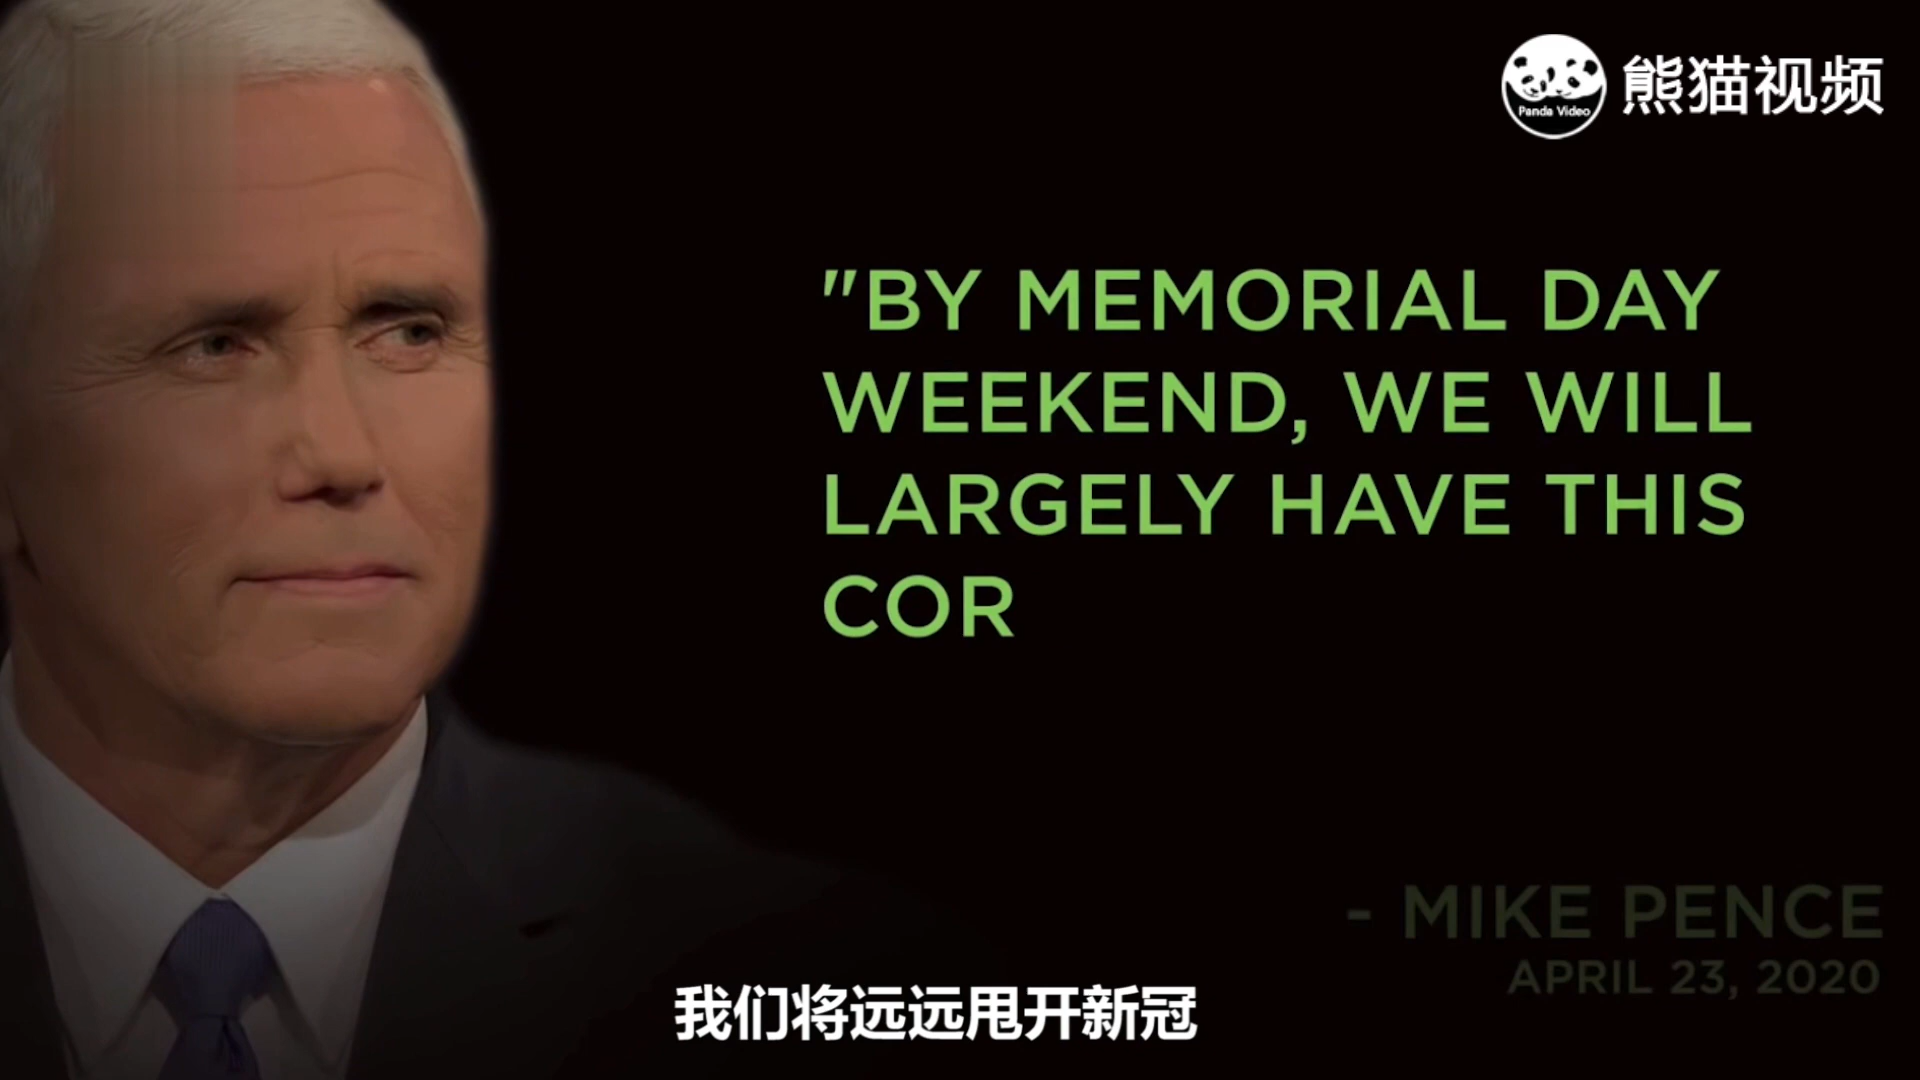 Panda Video
熊猫视频
"BY MEMORIAL DAY
WEEKEND, WE WILL
LARGELY HAVE THIS
COR
- MIKE PENCE
APRIL 23, 2020
我们将远远甩开新冠